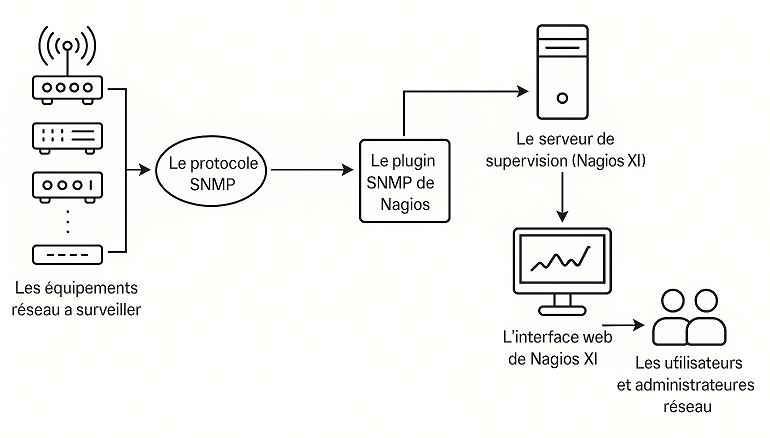 Les équipements
réseau a surveiller
Le protocole
SNMP
Le plugin
SNMP de
Nagios
Le serveur de
supervision (Nagios XI)
L'interface web
de Nagios XI
Les utilisateurs
et administrateures
réseau